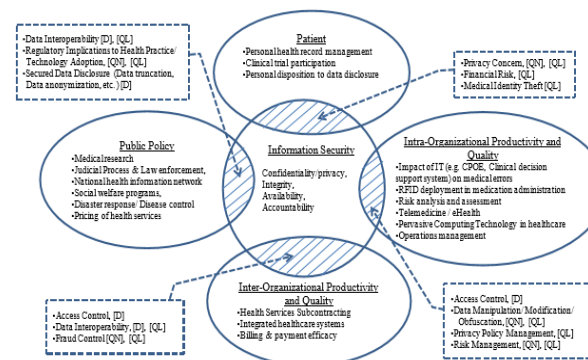 •Data Interoperability [D], [QL]
•Regulatory Implications to Health Practice/
Technology Adoption, [QN], [QL]
•Secured Data Disclosure (Data truncation,
Data anonymization, etc.) [D]
Patient
•Personal health record management
•Clinical trial participation
•Personal disposition to data disclosure
•Privacy Concern, [QN], [QL]
•Financial Risk, [QL]
•Medical Identity Theft [QL]
Public Policy
•Medical research
•Judicial Process & Law enforcement,
•National health information network
•Social welfare programs,
•Disaster response/ Disease control
•Pricing of health services
Information Security
Confidentiality/privacy,
Integrity,
Availability,
Accountability
Intra-Organizational Productivity and
Quality
•Impact of IT (e.g. CPOE, Clinical decision
support system) on medical errors
•RFID deployment in medication administration
•Risk analysis and assessment
•Telemedicine / eHealth
•Pervasive Computing Technology in healthcare
•Operations management
Inter-Organizational Productivity
and Quality
•Health Services Subcontracting
•Integrated healthcare systems
•Billing & payment efficacy
•Access Control, [D]
•Data Interoperability, [D], [QL]
•Fraud Control [QN], [QL]
•Access Control, [D]
•Data Manipulation / Modification/
Obfuscation, [QN], [QL]
•Privacy Policy Management, [QL]
•Risk Management, [QN], [QL]